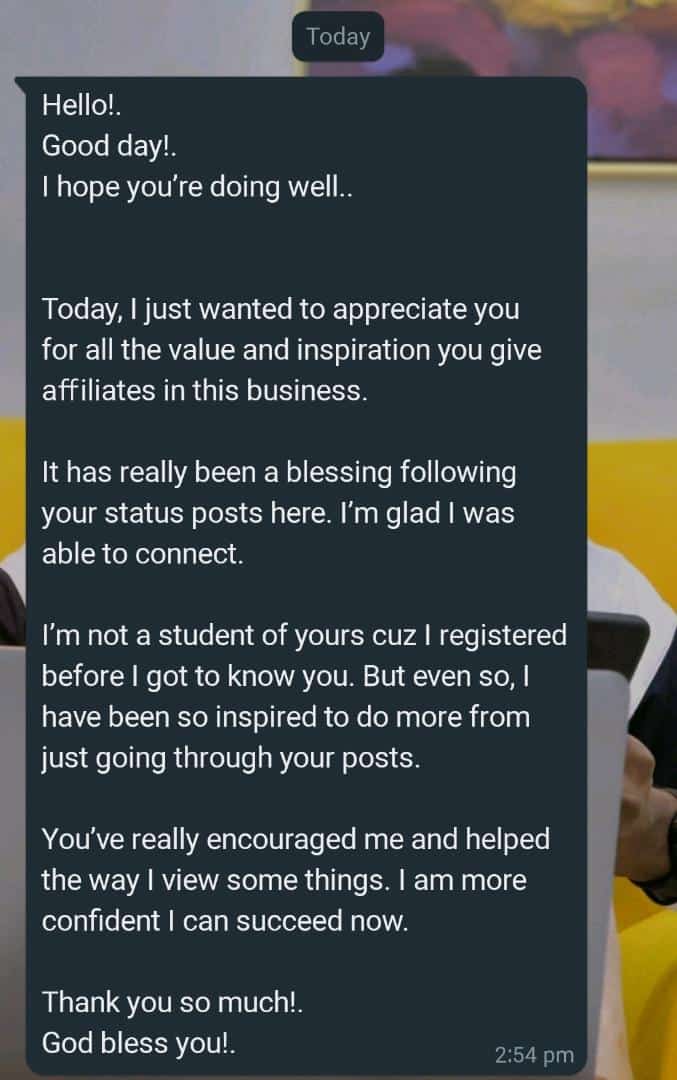 Today
Hello!.
Good day!.
I hope you're doing well..
Today, I just wanted to appreciate you
for all the value and inspiration you give
affiliates in this business.
It has really been a blessing following
your status posts here. I'm glad I was
able to connect.
I'm not a student of yours cuz I registered
before I got to know you. But even so, I
have been so inspired to do more from
just going through your posts.
You've really encouraged me and helped
the way I view some things. I am more
confident I can succeed now.
Thank you so much!.
God bless you!.
2:54 pm